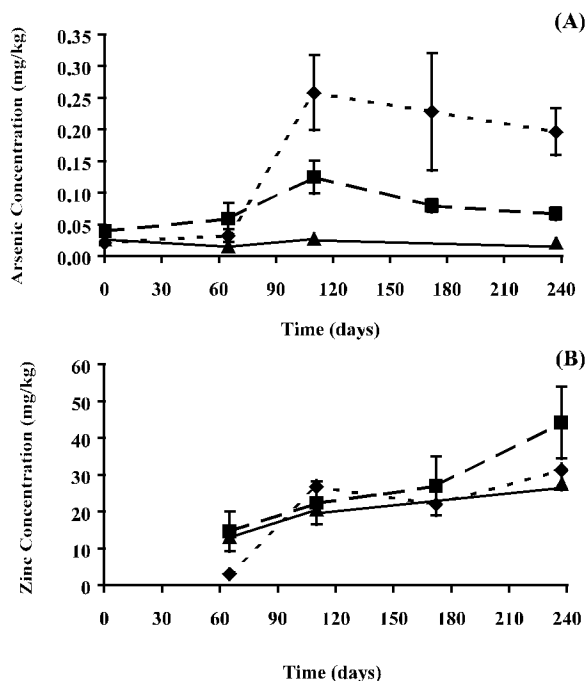 (A)
Arsenic Concentration (mg/kg)
0.35
0.30
0.25
0.20
0.15
0.10
0.05
0.00
0 30 60 90 120 150 180 210 240
Time (days)
(B)
Zinc Concentration (mg/kg)
60
50
40
30
20
10
0
0 30 60 90 120 150 180 210 240
Time (days)